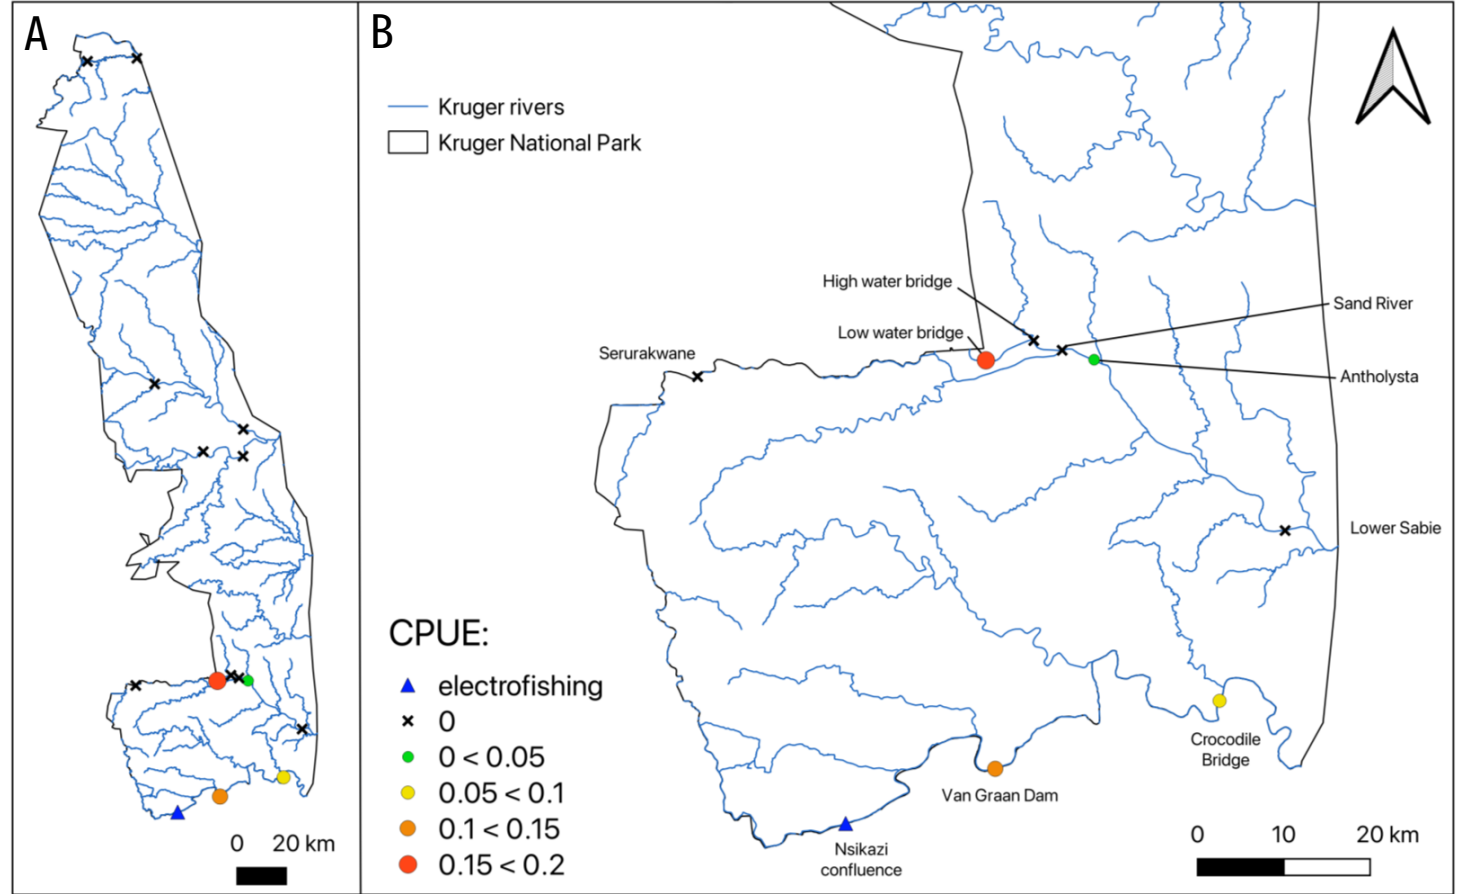 A
B
Kruger rivers
Kruger National Park
High water bridge
Sand River
Low water bridge
Serurakwane
Antholysta
Lower Sabie
CPUE:
electrofishing
0
0 < 0.05
0.05 < 0.1
0.1 < 0.15
0.15 < 0.2
Crocodile
Bridge
Van Graan Dam
Nsikazi
confluence
0 20 km
0 10 20 km